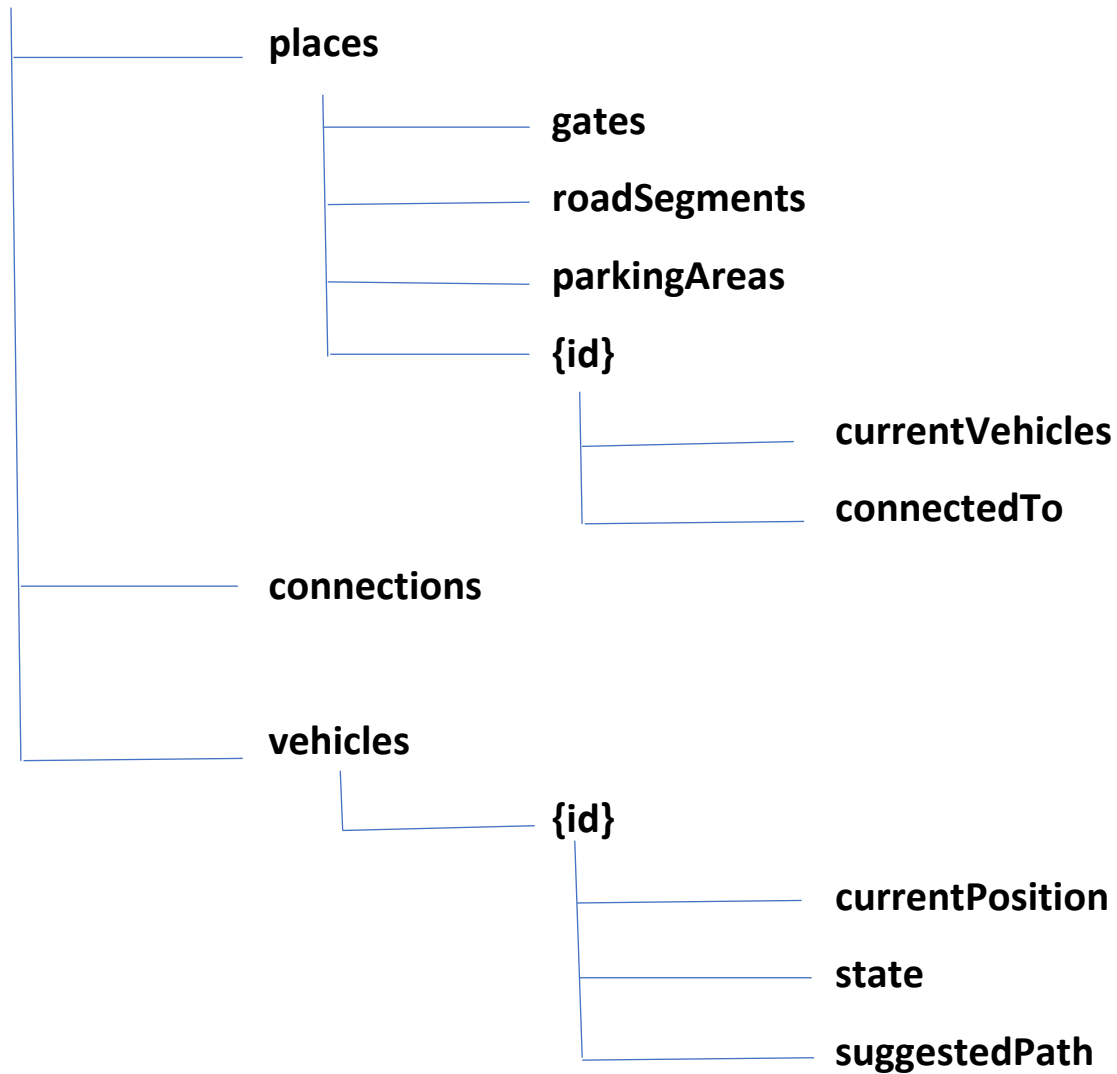 places
gates
roadSegments
parkingAreas
{id}
currentVehicles
connectedTo
connections
vehicles
{id}
currentPosition
state
suggestedPath